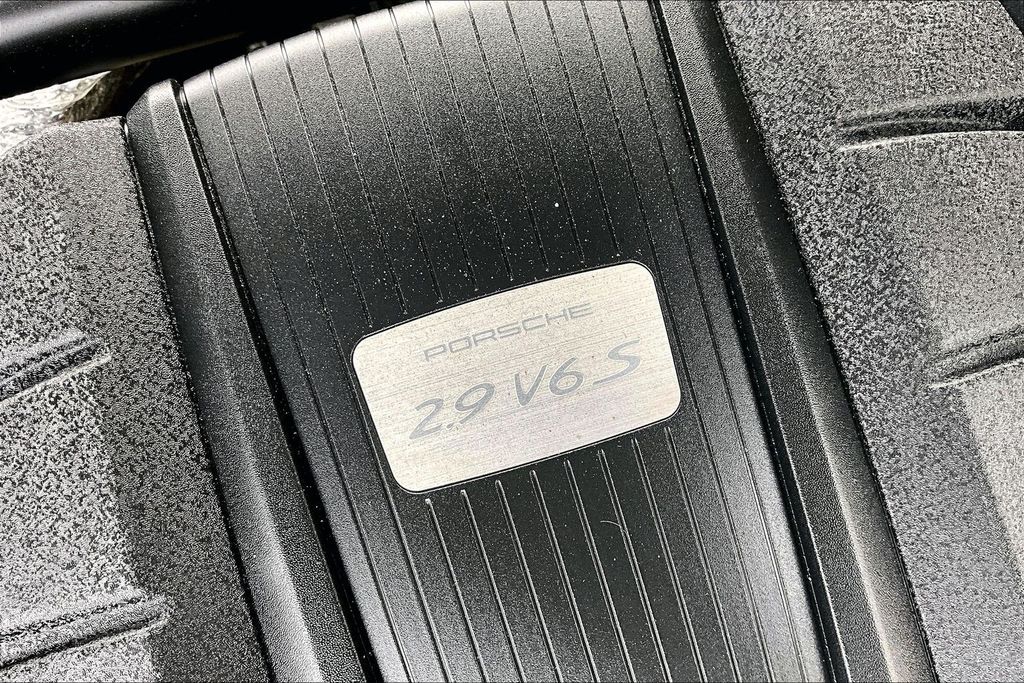 PORSCHE
2.9 V6 S